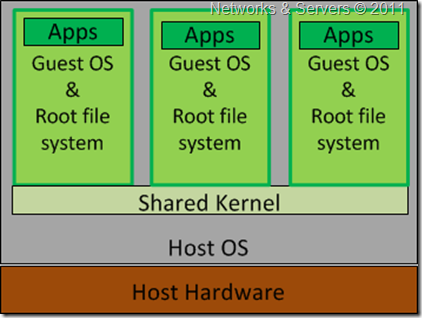 Networks & Servers © 2011
Apps
Guest OS
&
Root file
system
Apps
Guest OS
&
Root file
system
Apps
Guest OS
&
Root file
system
Shared Kernel
Host OS
Host Hardware